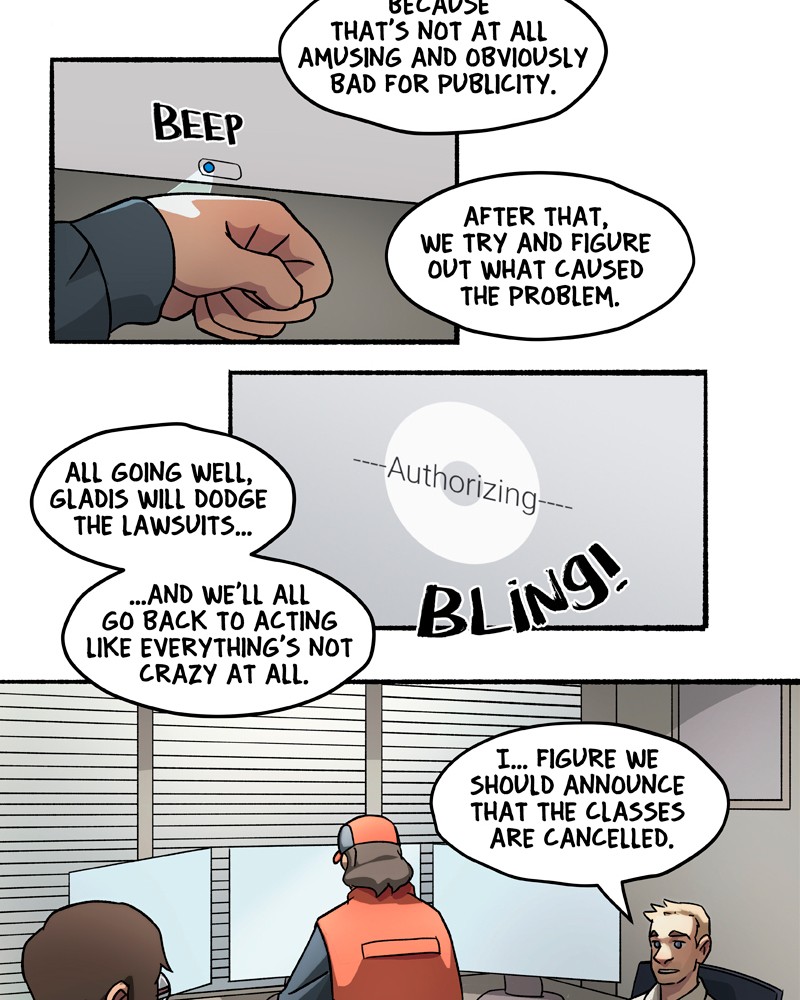 BECAUSE
THAT'S NOT AT ALL
AMUSING AND OBVIOUSLY
BAD FOR PUBLICITY.
BEEP
AFTER THAT,
WE TRY AND FIGURE
OUT WHAT CAUSED
THE PROBLEM.
----Authorizing----
BLiNg!
ALL GOING WELL,
GLADIS WILL DODGE
THE LAWSUITS...
...AND WE'LL ALL
GO BACK TO ACTING
LIKE EVERYTHING'S NOT
CRAZY AT ALL.
I... FIGURE WE
SHOULD ANNOUNCE
THAT THE CLASSES
ARE CANCELLED.